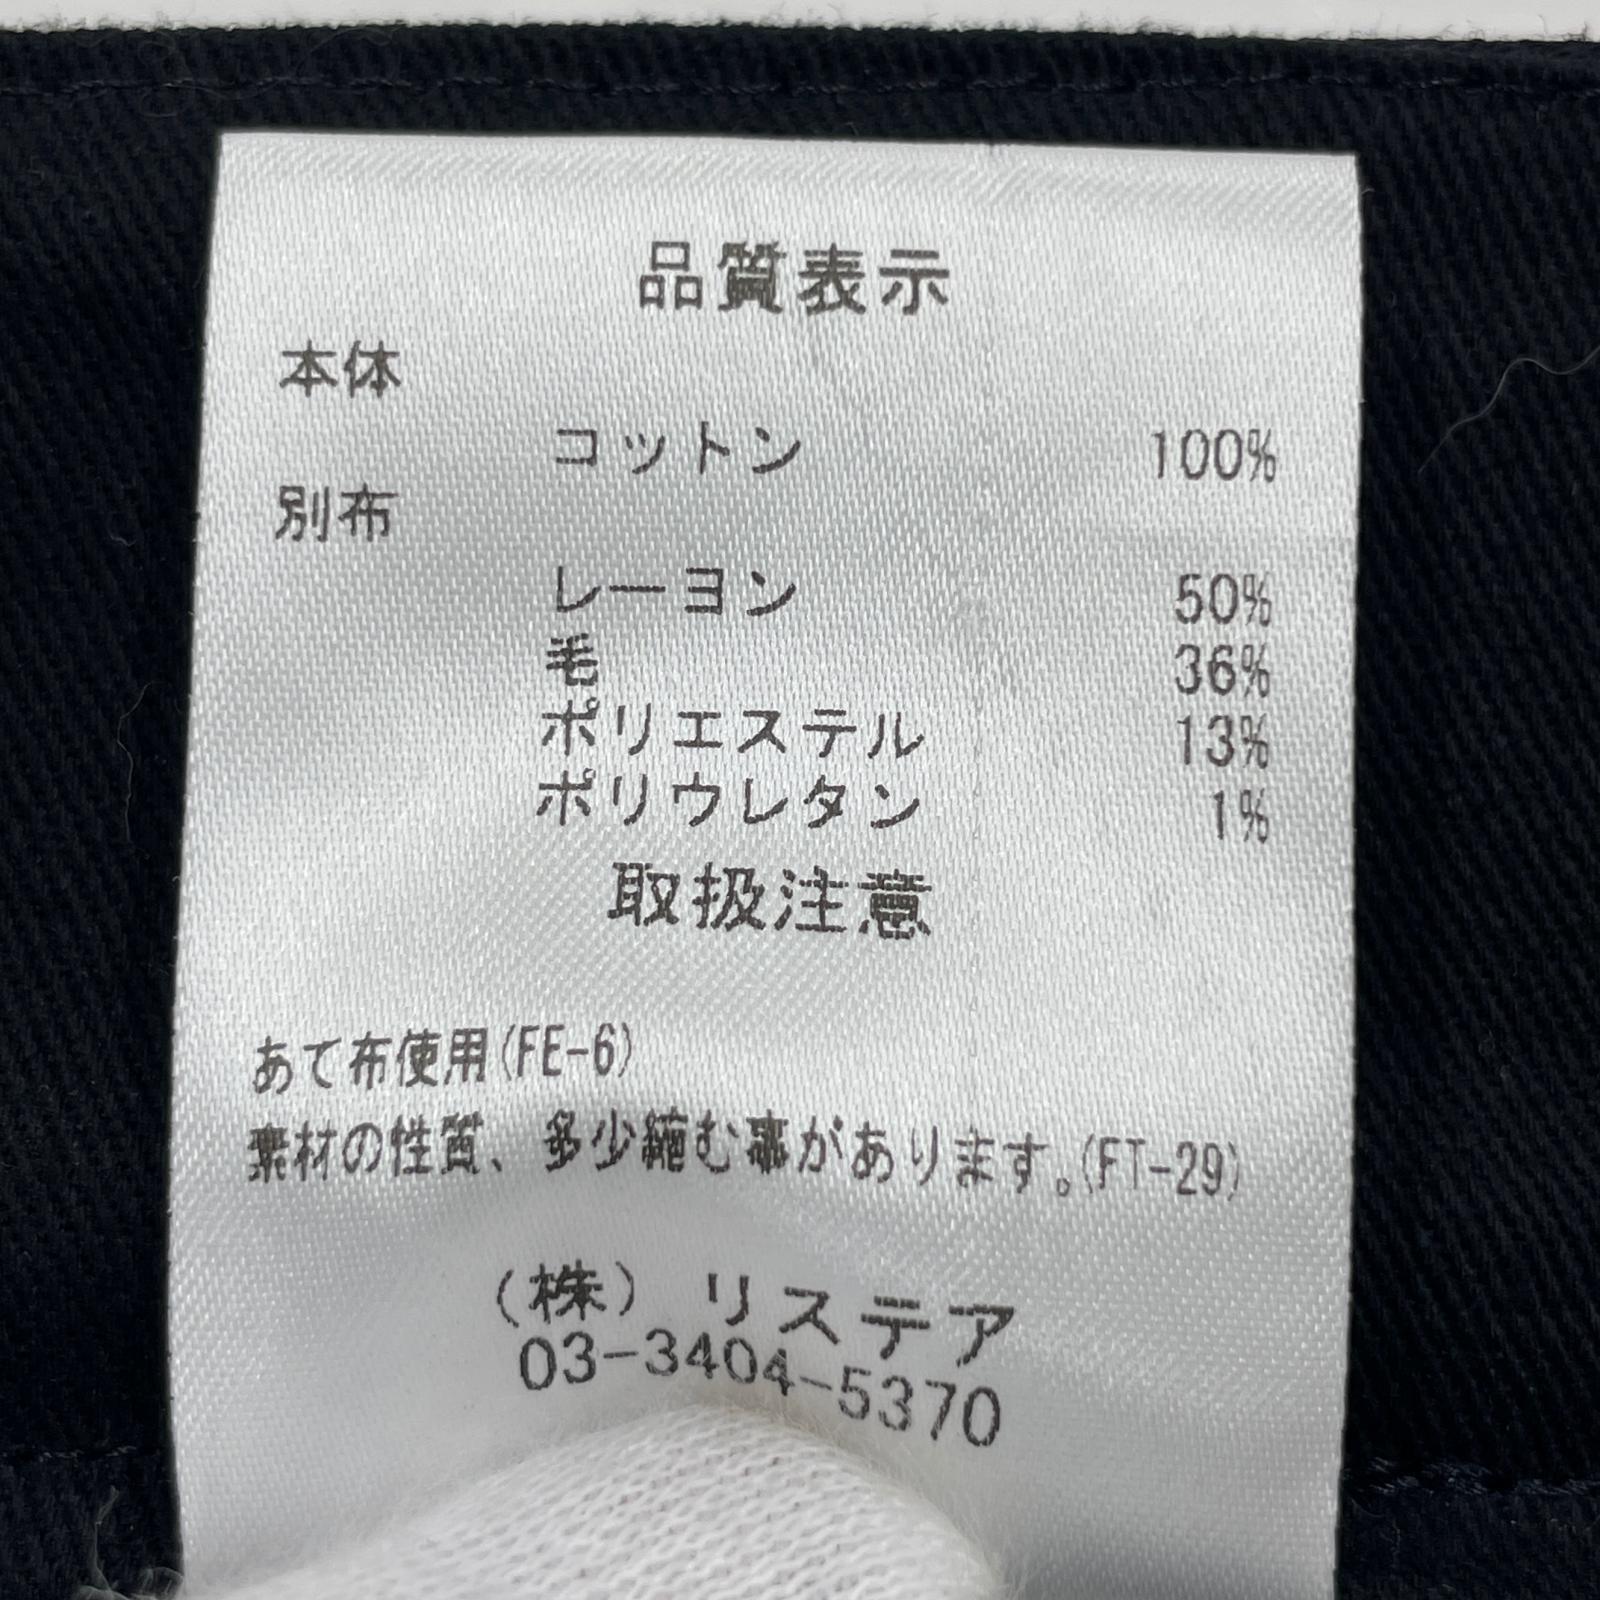 品質表示
本体
コットン 100%
別布
レーヨン 50%
毛 36%
ポリエステル 13%
ポリウレタン 1%
取扱注意
あて布使用(FE-6)
素材の性質、多少縮む事があります。(FT-29)
(株) リステア
03-3404-5370